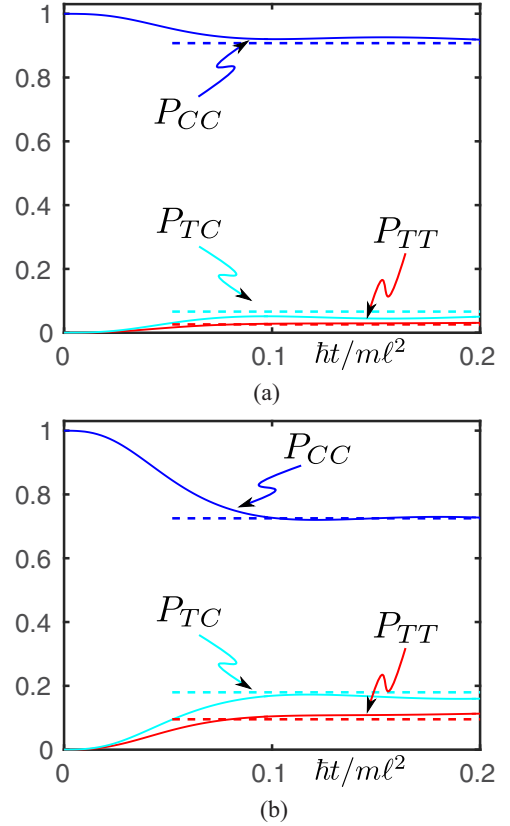 1
0.8
0.6
0.4
0.2
0
P_{CC}
P_{TC}
P_{TT}
0 0.1 ħt/mℓ² 0.2
(a)
1
0.8
0.6
0.4
0.2
0
P_{CC}
P_{TC}
P_{TT}
0 0.1 ħt/mℓ² 0.2
(b)